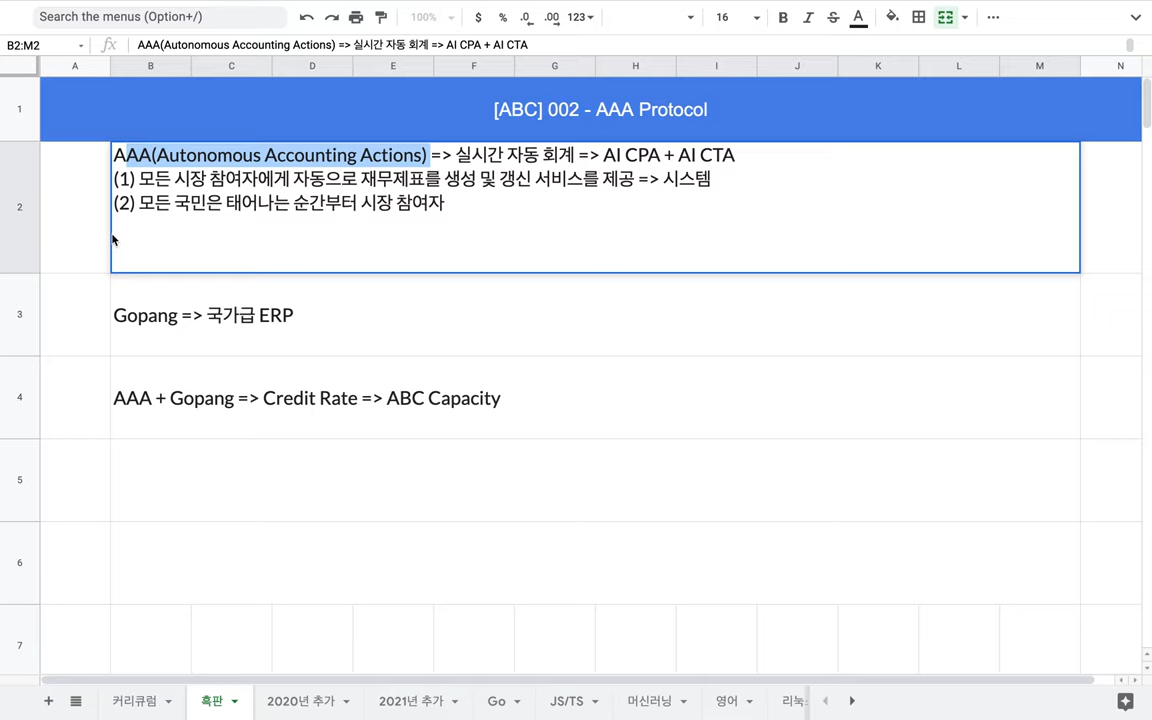 Search the menus (Option+/)
100%
$ % .0 .00 123
16
B I S A
B2:M2
fx AAA(Autonomous Accounting Actions) => 실시간 자동 회계 => AI CPA + AI CTA
A B C D E F G H I J K L M N
1 [ABC] 002 - AAA Protocol
AAA(Autonomous Accounting Actions) => 실시간 자동 회계 => AI CPA + AI CTA
(1) 모든 시장 참여자에게 자동으로 재무제표를 생성 및 갱신 서비스를 제공 => 시스템
2 (2) 모든 국민은 태어나는 순간부터 시장 참여자
3 Gopang => 국가급 ERP
4 AAA + Gopang => Credit Rate => ABC Capacity
5
6
7
커리큘럼 흑판 2020년 추가 2021년 추가 Go JS/TS 머신러닝 영어